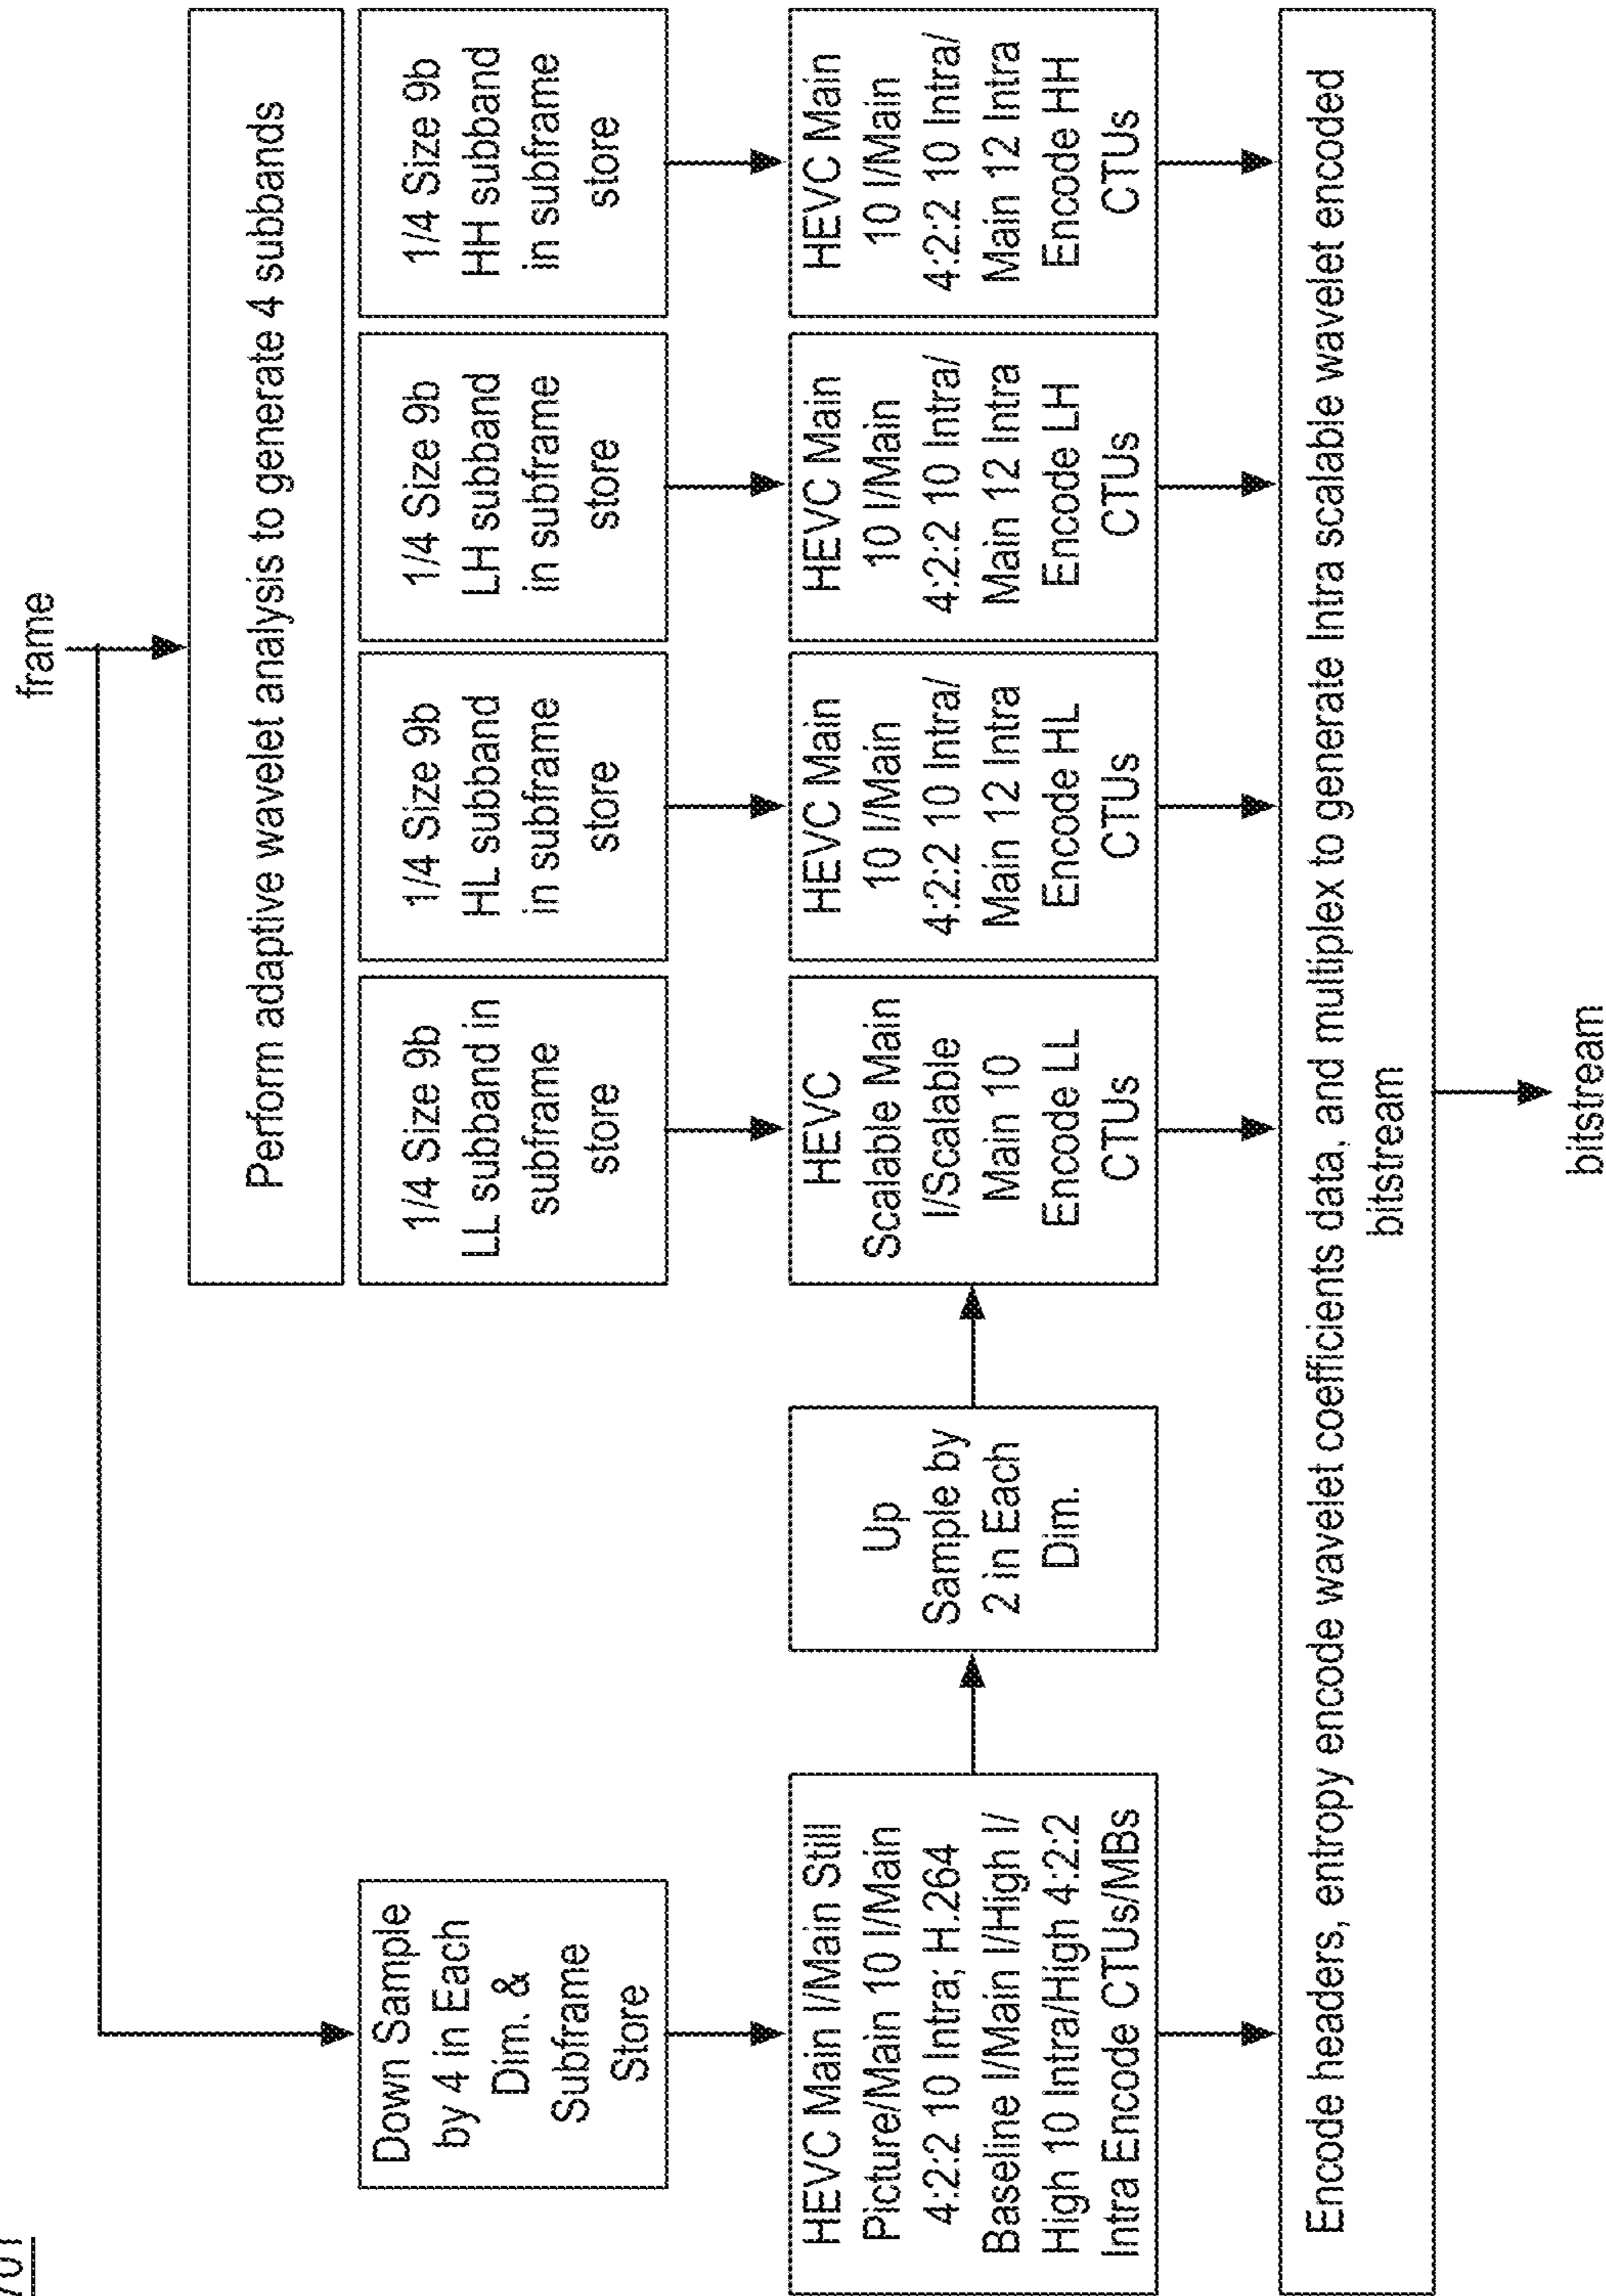 frame
Perform adaptive wavelet analysis to generate 4 subbands
Down Sample
by 4 in Each
Dim. &
Subframe
Store
1/4 Size 9b
LL subband in
subframe
store
1/4 Size 9b
HL subband
in subframe
store
1/4 Size 9b
LH subband
in subframe
store
1/4 Size 9b
HH subband
in subframe
store
HEVC Main I/Main Still
Picture/Main 10 I/Main
4:2:2 10 Intra; H.264
Baseline I/Main I/High I/
High 10 Intra/High 4:2:2
Intra Encode CTUs/MBs
Up
Sample by
2 in Each
Dim.
HEVC
Scalable Main
I/Scalable
Main 10
Encode LL
CTUs
HEVC Main
10 I/Main
4:2:2 10 Intra/
Main 12 Intra
Encode HL
CTUs
HEVC Main
10 I/Main
4:2:2 10 Intra/
Main 12 Intra
Encode LH
CTUs
HEVC Main
10 I/Main
4:2:2 10 Intra/
Main 12 Intra
Encode HH
CTUs
Encode headers, entropy encode wavelet coefficients data, and multiplex to generate Intra scalable wavelet encoded
bitstream
bitstream